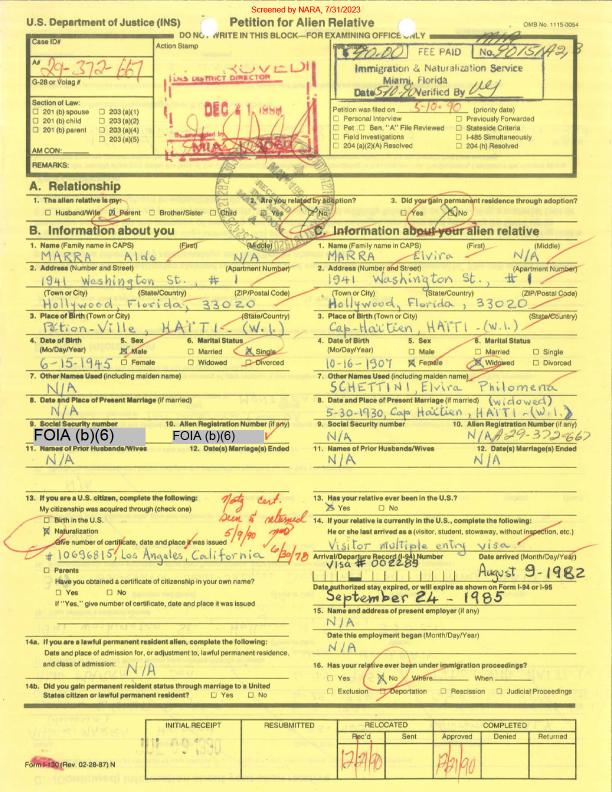 Screened by NARA, 7/31/2023
U.S. Department of Justice (INS) Petition for Alien Relative OMB No. 1115-0054
DO NOT WRITE IN THIS BLOCK—FOR EXAMINING OFFICE ONLY
Case ID#
Action Stamp
Fee Stamp
A#
29-372-667
G-28 or Volag #
Section of Law:
☐ 201 (b) spouse ☐ 203 (a)(1)
☐ 201 (b) child ☐ 203 (a)(2)
☐ 201 (b) parent ☐ 203 (a)(4)
☐ 203 (a)(5)
AM CON:
REMARKS:
INS DISTRICT DIRECTOR
DEC 21
MIA
$90.00 FEE PAID No.
Immigration & Naturalization Service
Miami, Florida
Date 5/10/90 Verified By
Petition was filed on 5-10-90 (priority date)
☐ Personal Interview ☐ Previously Forwarded
☐ Pet. ☐ Ben. "A" File Reviewed ☐ Stateside Criteria
☐ Field Investigations ☐ I-485 Simultaneously
☐ 204 (a)(2)(A) Resolved ☐ 204 (h) Resolved
A. Relationship
1. The alien relative is my:
☐ Husband/Wife ☒ Parent ☐ Brother/Sister ☐ Child
2. Are you related by adoption?
☐ Yes ☒ No
3. Did you gain permanent residence through adoption?
☐ Yes ☒ No
B. Information about you
1. Name (Family name in CAPS) (First) (Middle)
MARRA Aldo N/A
2. Address (Number and Street) (Apartment Number)
1941 Washington St., # 1
(Town or City) (State/Country) (ZIP/Postal Code)
Hollywood, Florida, 33020
3. Place of Birth (Town or City) (State/Country)
Pétion-Ville, HAÏTI - (W.I.)
4. Date of Birth (Mo/Day/Year) 5. Sex 6. Marital Status
6-15-1945 ☒ Male ☐ Female ☐ Married ☒ Single ☐ Widowed ☐ Divorced
7. Other Names Used (including maiden name)
N/A
8. Date and Place of Present Marriage (if married)
N/A
9. Social Security number 10. Alien Registration Number (if any)
FOIA (b)(6) FOIA (b)(6)
11. Names of Prior Husbands/Wives 12. Date(s) Marriage(s) Ended
N/A
13. If you are a U.S. citizen, complete the following:
My citizenship was acquired through (check one)
☐ Birth in the U.S.
☒ Naturalization
Give number of certificate, date and place it was issued
# 10696815, Los Angeles, California 6/30/78
Natz cert. seen & returned
5/9/90
☐ Parents
Have you obtained a certificate of citizenship in your own name?
☐ Yes ☐ No
If "Yes," give number of certificate, date and place it was issued
14a. If you are a lawful permanent resident alien, complete the following:
Date and place of admission for, or adjustment to, lawful permanent residence,
and class of admission: N/A
14b. Did you gain permanent resident status through marriage to a United
States citizen or lawful permanent resident? ☐ Yes ☐ No
C. Information about your alien relative
1. Name (Family name in CAPS) (First) (Middle)
MARRA Elvira N/A
2. Address (Number and Street) (Apartment Number)
1941 Washington St., # 1
(Town or City) (State/Country) (ZIP/Postal Code)
Hollywood, Florida, 33020
3. Place of Birth (Town or City) (State/Country)
Cap-Haïtien, HAÏTI - (W.I.)
4. Date of Birth (Mo/Day/Year) 5. Sex 6. Marital Status
10-16-1907 ☐ Male ☒ Female ☐ Married ☐ Single ☒ Widowed ☐ Divorced
7. Other Names Used (including maiden name)
SCHETTINI, Elvira Philomena
8. Date and Place of Present Marriage (if married) (widowed)
5-30-1930, Cap Haïtien, HAÏTI - (W.I.)
9. Social Security number 10. Alien Registration Number (if any)
N/A N/A A29-372-667
11. Names of Prior Husbands/Wives 12. Date(s) Marriage(s) Ended
N/A N/A
13. Has your relative ever been in the U.S.?
☒ Yes ☐ No
14. If your relative is currently in the U.S., complete the following:
He or she last arrived as a (visitor, student, stowaway, without inspection, etc.)
Visitor multiple entry visa.
Arrival/Departure Record (I-94) Number Date arrived (Month/Day/Year)
Visa # 002289 August 9-1982
Date authorized stay expired, or will expire as shown on Form I-94 or I-95
September 24 - 1985
15. Name and address of present employer (if any)
N/A
Date this employment began (Month/Day/Year)
N/A
16. Has your relative ever been under immigration proceedings?
☐ Yes ☒ No Where When
☐ Exclusion ☐ Deportation ☐ Rescission ☐ Judicial Proceedings
INITIAL RECEIPT RESUBMITTED RELOCATED COMPLETED
Rec'd Sent Approved Denied Returned
12/21/90 12/21/90
Form I-130 (Rev. 02-28-87) N